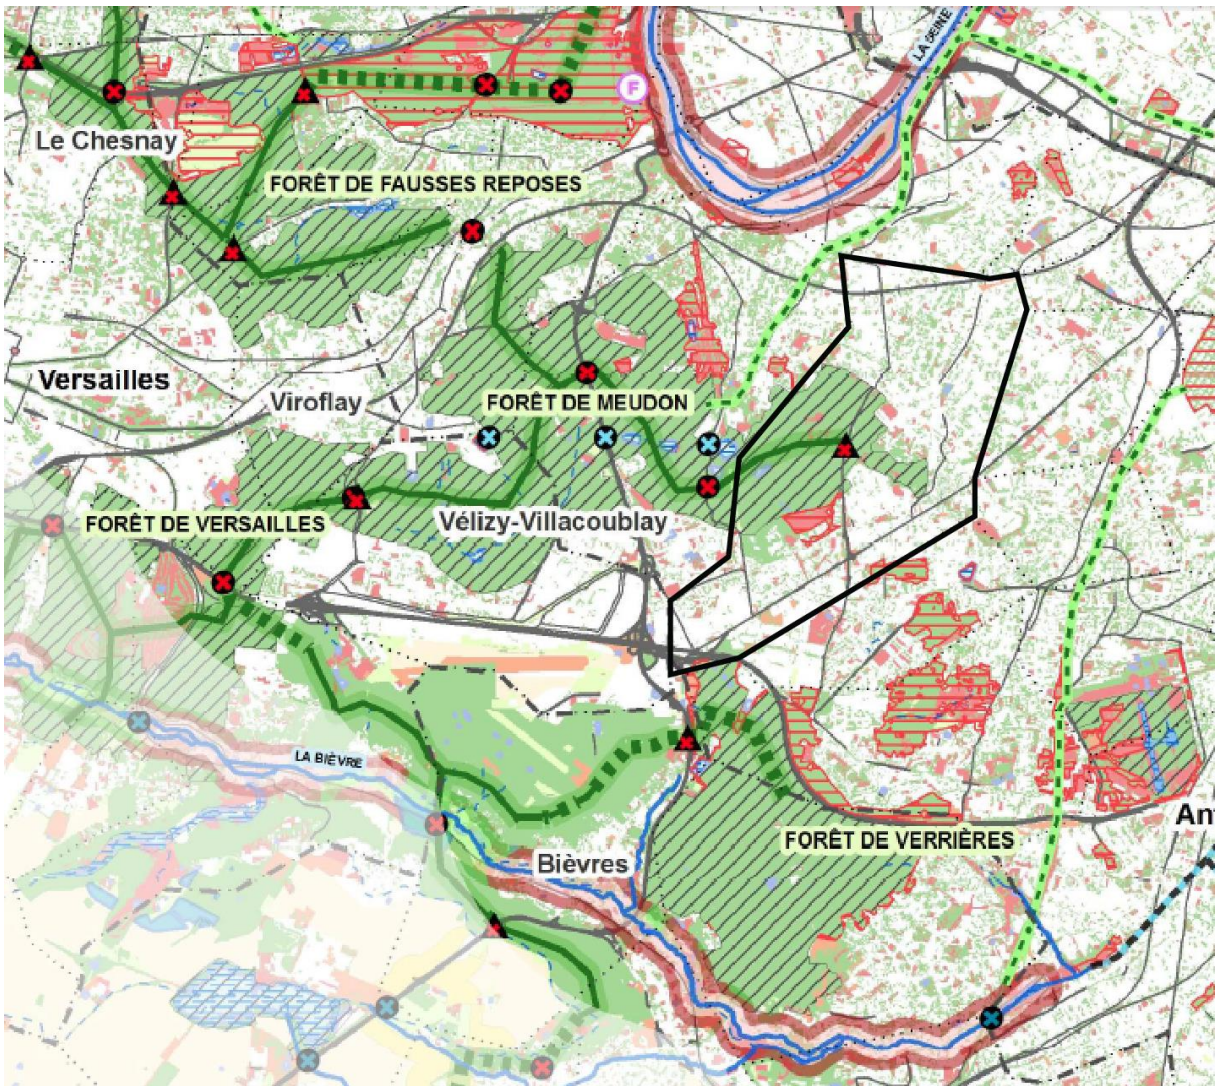 LA SEINE
F
Le Chesnay
FORÊT DE FAUSSES REPOSES
Versailles
Viroflay
FORÊT DE MEUDON
FORÊT DE VERSAILLES
Vélizy-Villacoublay
LA BIÈVRE
Ant
FORÊT DE VERRIÈRES
Bièvres